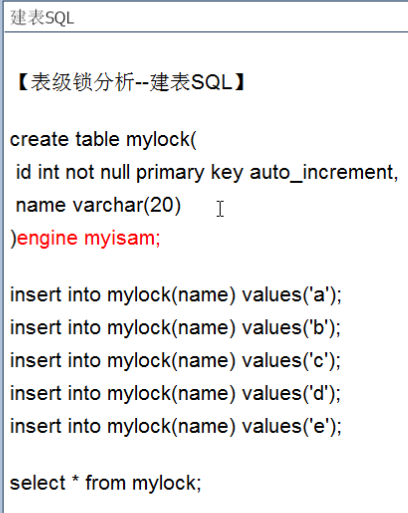 建表SQL
【表级锁分析--建表SQL】
create table mylock(
id int not null primary key auto_increment,
name varchar(20)
)engine myisam;
insert into mylock(name) values('a');
insert into mylock(name) values('b');
insert into mylock(name) values('c');
insert into mylock(name) values('d');
insert into mylock(name) values('e');
select * from mylock;